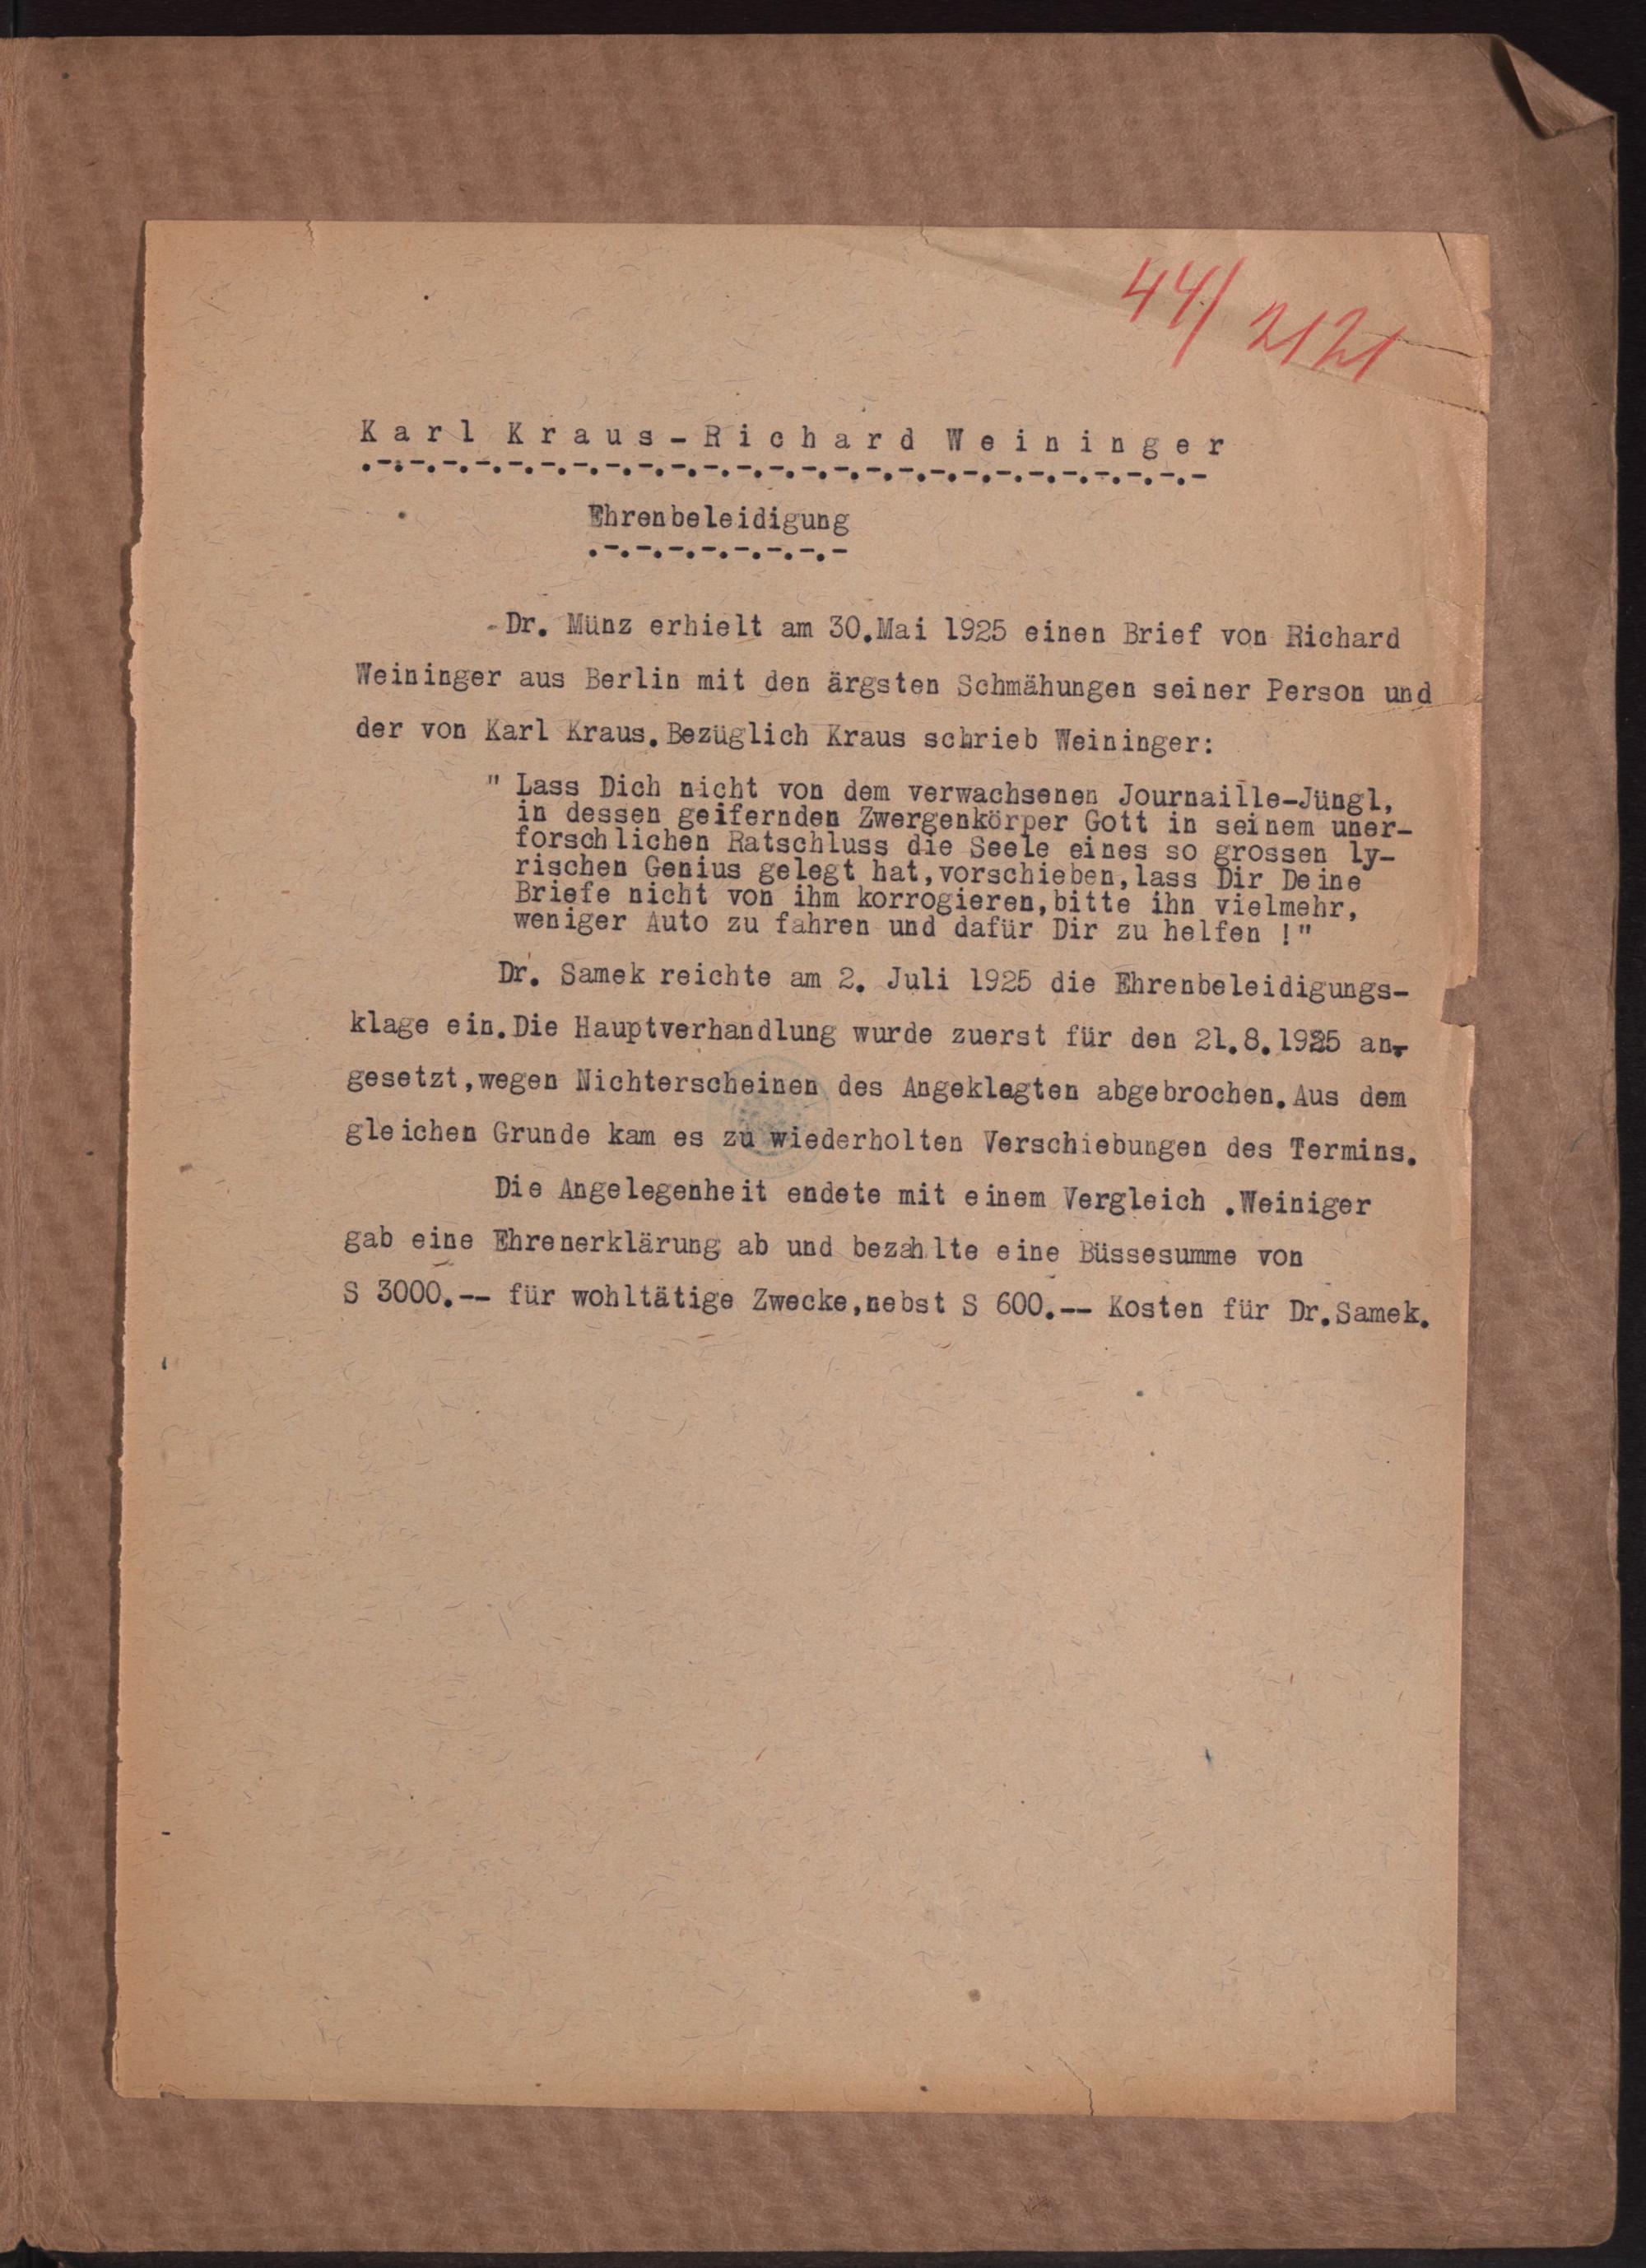 44/2121
Karl Kraus-Richard Weininger
.-.-.-.-.-.-.-.-.-.-.-.-.-.-.-.-.-.-.-.-.-.-.-.-.-.-
Ehrenbeleidigung
.-.-.-.-.-.-.-.-
Dr. Münz erhielt am 30.Mai 1925 einen Brief von Richard
Weininger aus Berlin mit den ärgsten Schmähungen seiner Person und
der von Karl Kraus.Bezüglich Kraus schrieb Weininger:
" Lass Dich nicht von dem verwachsenen Journaille-Jüngl,
in dessen geifernden Zwergenkörper Gott in seinem uner-
forschlichen Ratschluss die Seele eines so grossen ly-
rischen Genius gelegt hat,vorschieben,lass Dir Deine
Briefe nicht von ihm korrogieren,bitte ihn vielmehr,
weniger Auto zu fahren und dafür Dir zu helfen !"
Dr. Samek reichte am 2. Juli 1925 die Ehrenbeleidigungs-
klage ein.Die Hauptverhandlung wurde zuerst für den 21.8.1925 an-
gesetzt,wegen Nichterscheinen des Angeklagten abgebrochen.Aus dem
gleichen Grunde kam es zu wiederholten Verschiebungen des Termins.
Die Angelegenheit endete mit einem Vergleich .Weiniger
gab eine Ehrenerklärung ab und bezahlte eine Büssesumme von
S 3000.-- für wohltätige Zwecke,nebst S 600.-- Kosten für Dr.Samek.